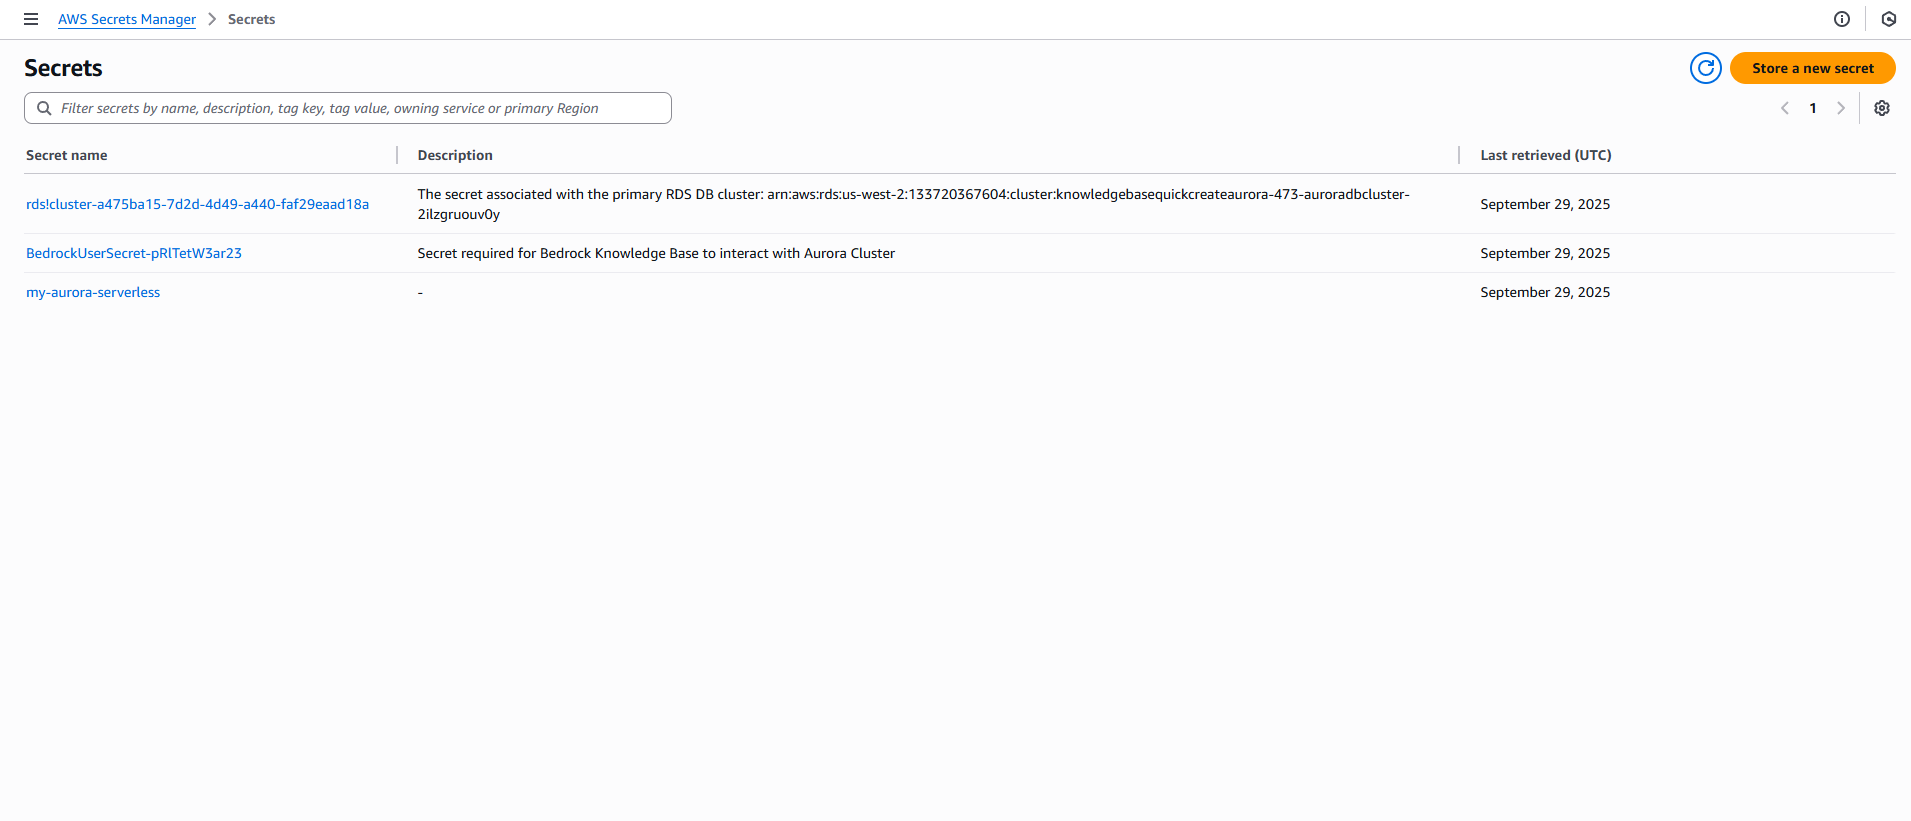 AWS Secrets Manager > Secrets
Secrets
Store a new secret
Filter secrets by name, description, tag key, tag value, owning service or primary Region
1
Secret name Description Last retrieved (UTC)
rds!cluster-a475ba15-7d2d-4d49-a440-faf29eaad18a The secret associated with the primary RDS DB cluster: arn:aws:rds:us-west-2:133720367604:cluster:knowledgebasequickcreateaurora-473-auroradbcluster- September 29, 2025
2ilzgruouv0y
BedrockUserSecret-pRlTetW3ar23 Secret required for Bedrock Knowledge Base to interact with Aurora Cluster September 29, 2025
my-aurora-serverless - September 29, 2025